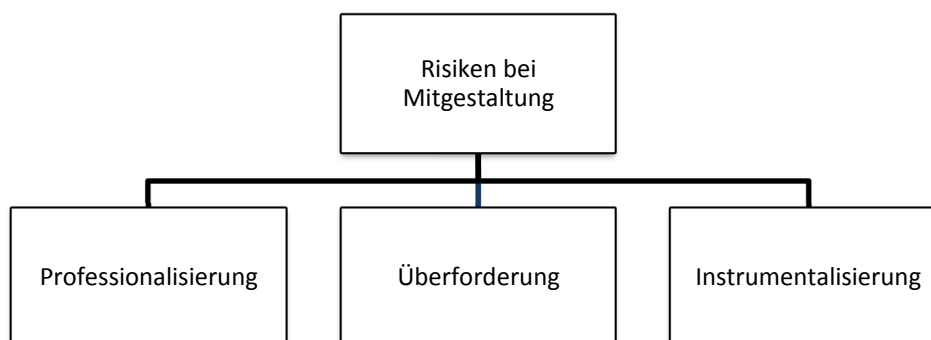 Risiken bei
Mitgestaltung
Professionalisierung
Überforderung
Instrumentalisierung